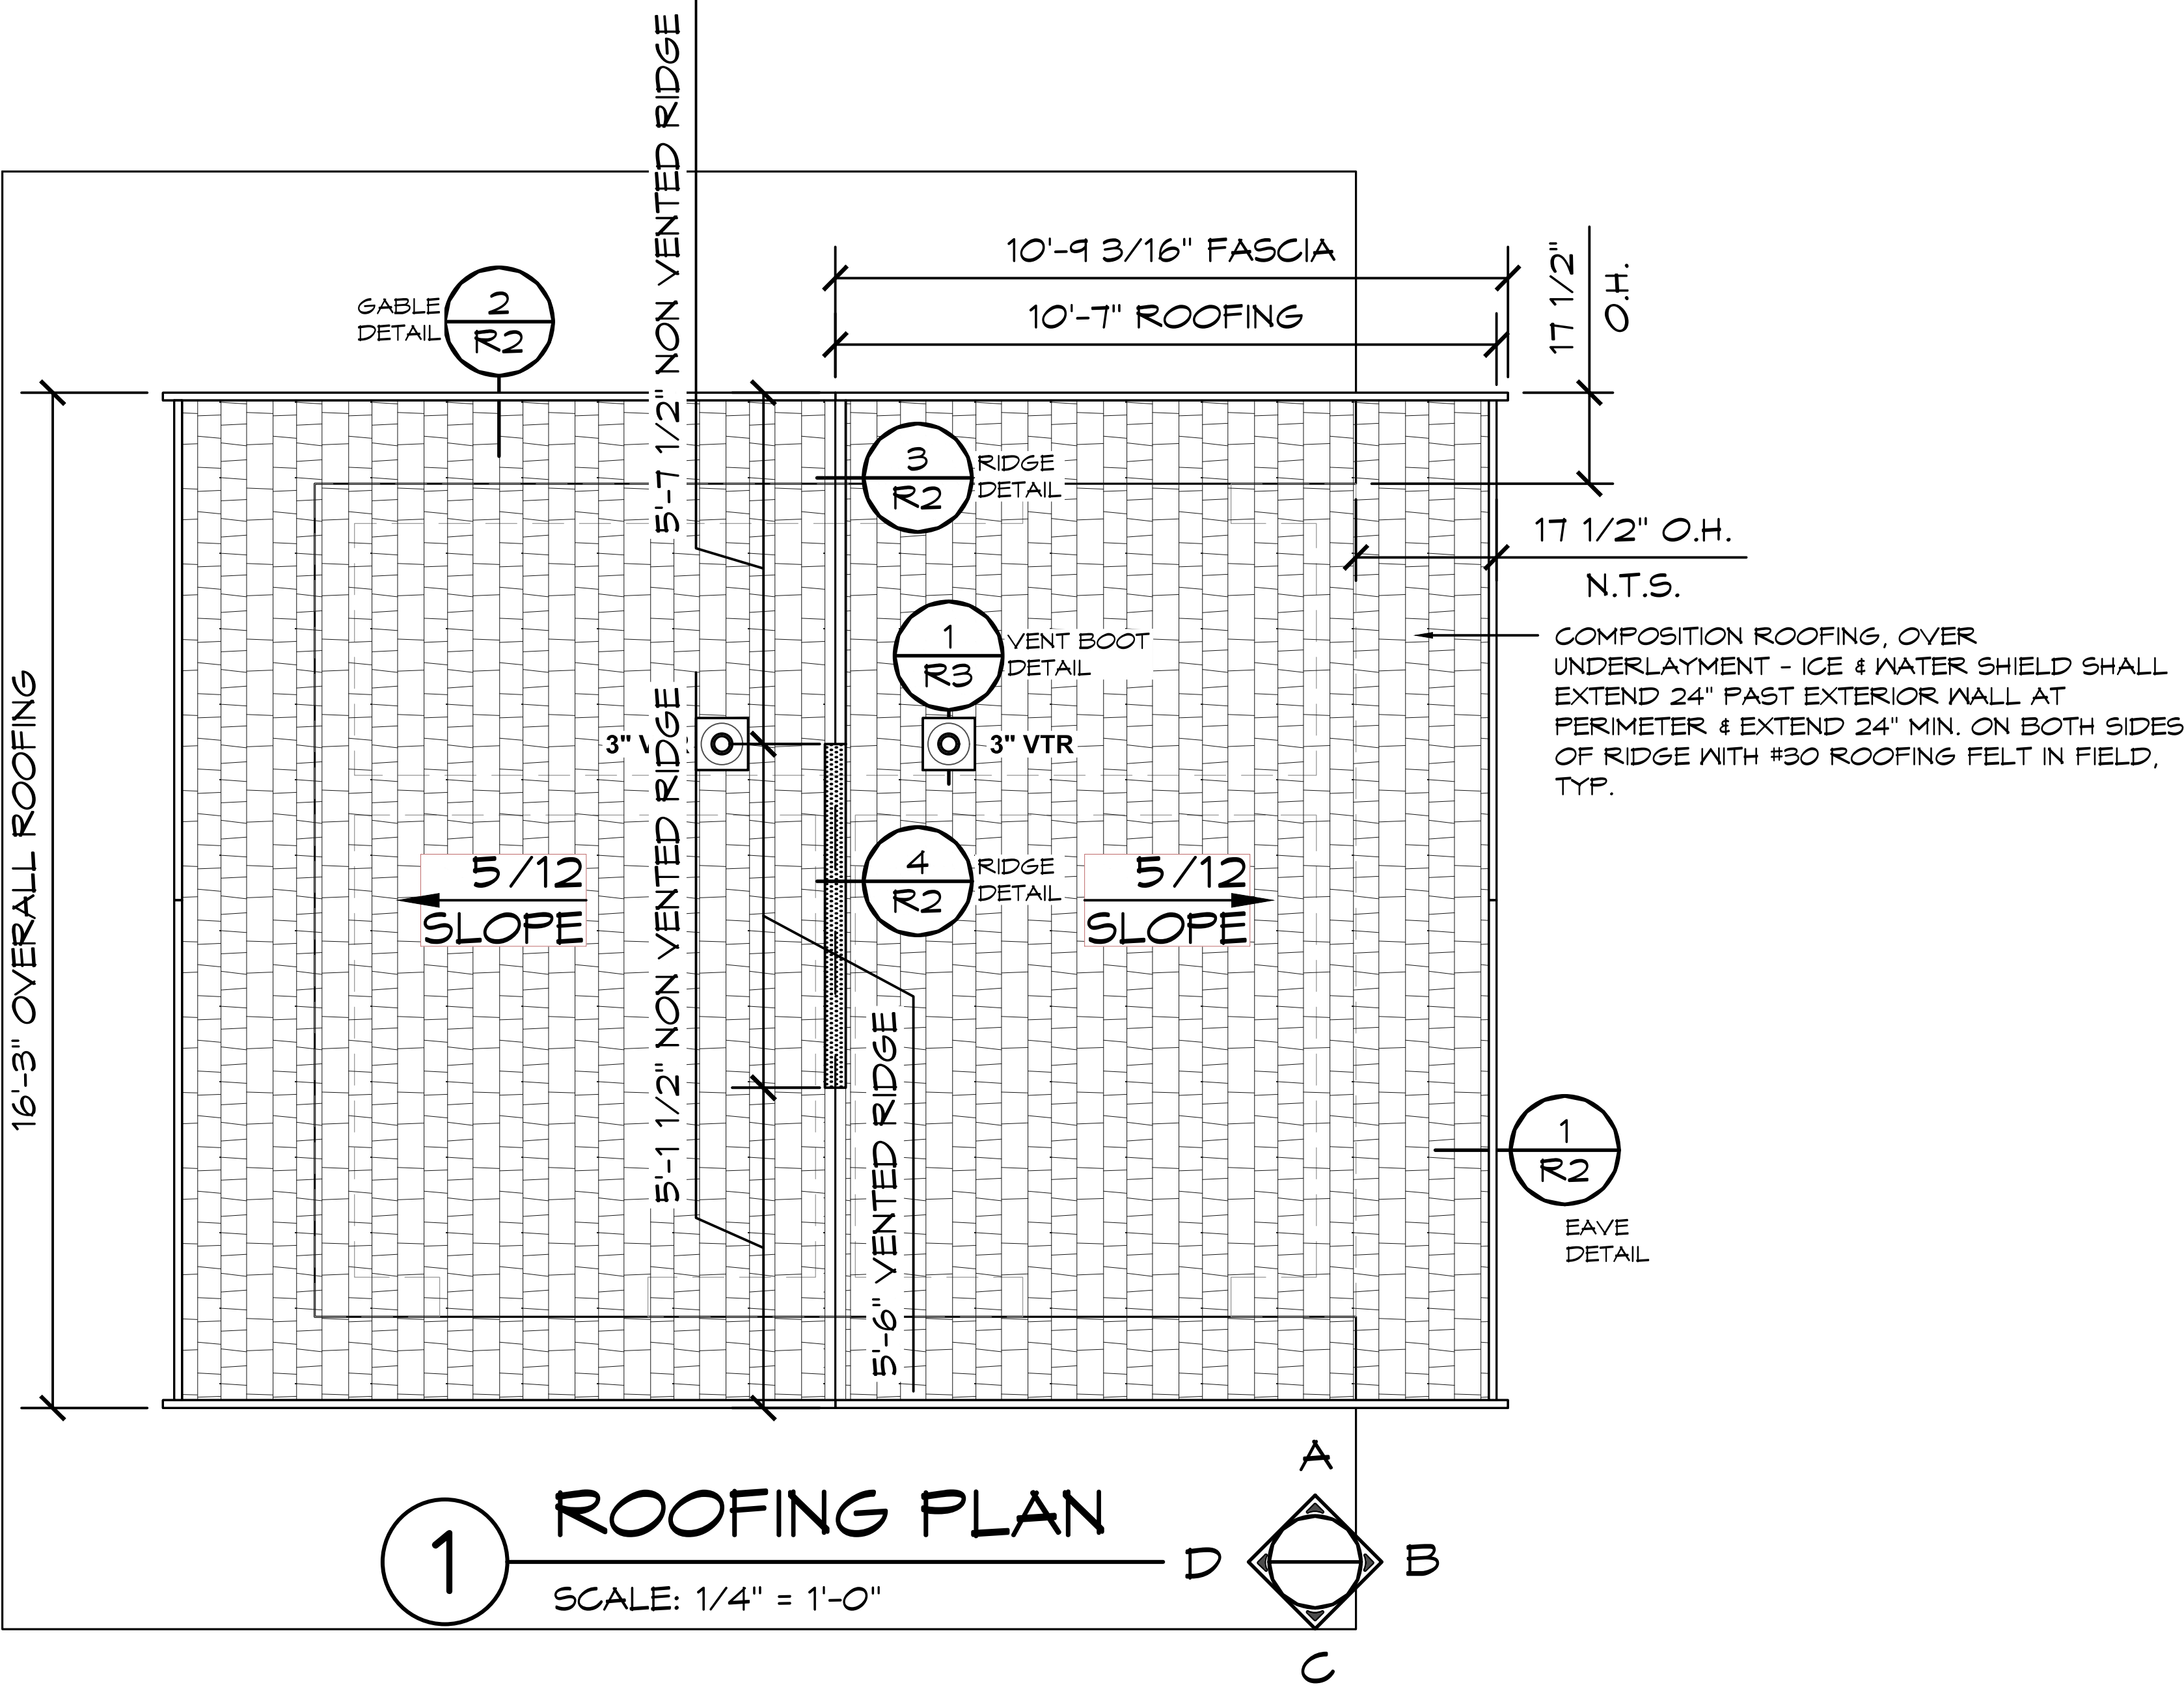 5'-7 1/2" NON VENTED RIDGE
10'-9 3/16" FASCIA
10'-7" ROOFING
17 1/2"
O.H.
GABLE
DETAIL
2
R2
3
R2
RIDGE
DETAIL
17 1/2" O.H.
N.T.S.
1
R3
VENT BOOT
DETAIL
COMPOSITION ROOFING, OVER
UNDERLAYMENT - ICE & WATER SHIELD SHALL
EXTEND 24" PAST EXTERIOR WALL AT
PERIMETER & EXTEND 24" MIN. ON BOTH SIDES
OF RIDGE WITH #30 ROOFING FELT IN FIELD,
TYP.
16'-3" OVERALL ROOFING
3"
3" VTR
5'-1 1/2" NON VENTED RIDGE
5/12
SLOPE
4
R2
RIDGE
DETAIL
5/12
SLOPE
5'-6" VENTED RIDGE
1
R2
EAVE
DETAIL
1
ROOFING PLAN
SCALE: 1/4" = 1'-0"
A
D
B
C